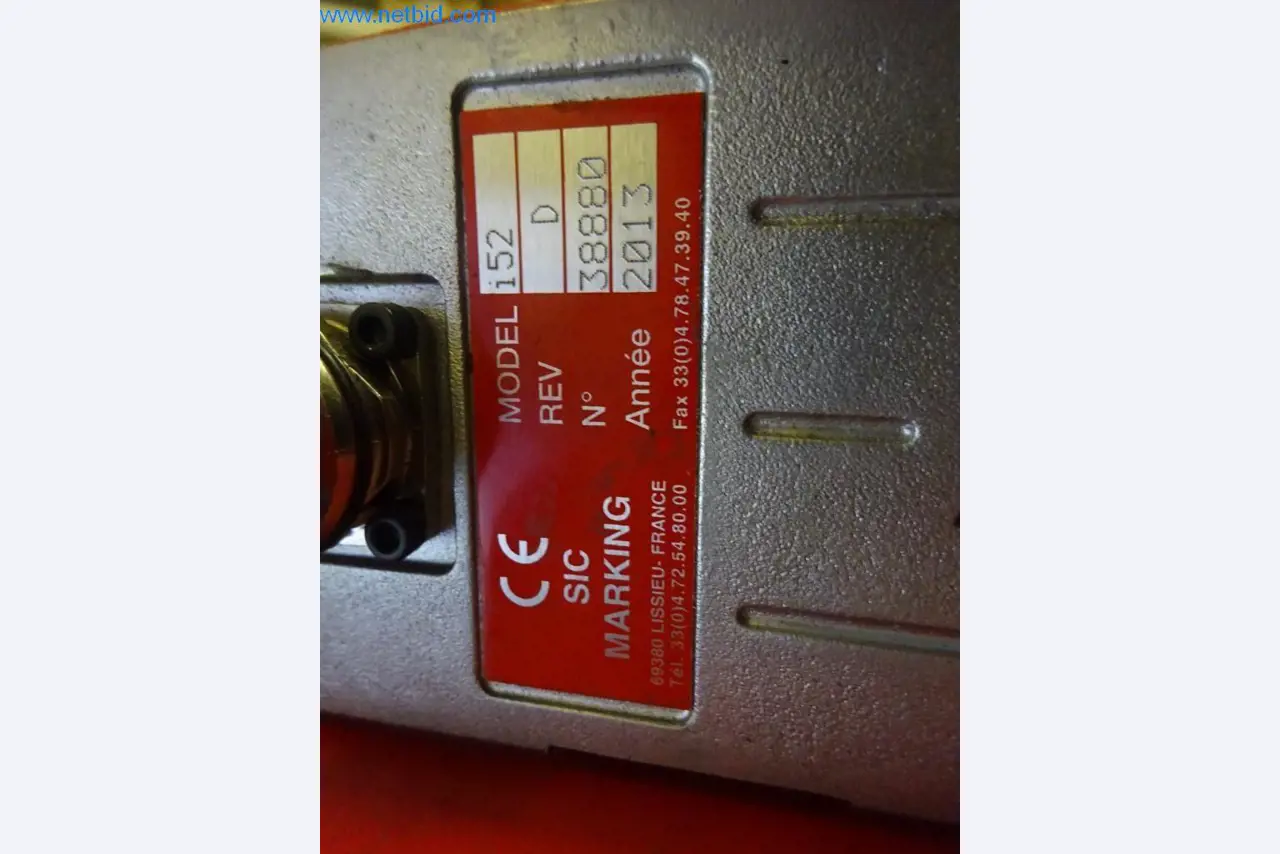 www.netbid.com
CE
SIC
MARKING
69380 LISSIEU- FRANCE
Tél. 33(0)4.72.54.80.00
MODEL i52
REV D
N° 38880
Année 2013
Fax 33(0)4.78.47.39.40